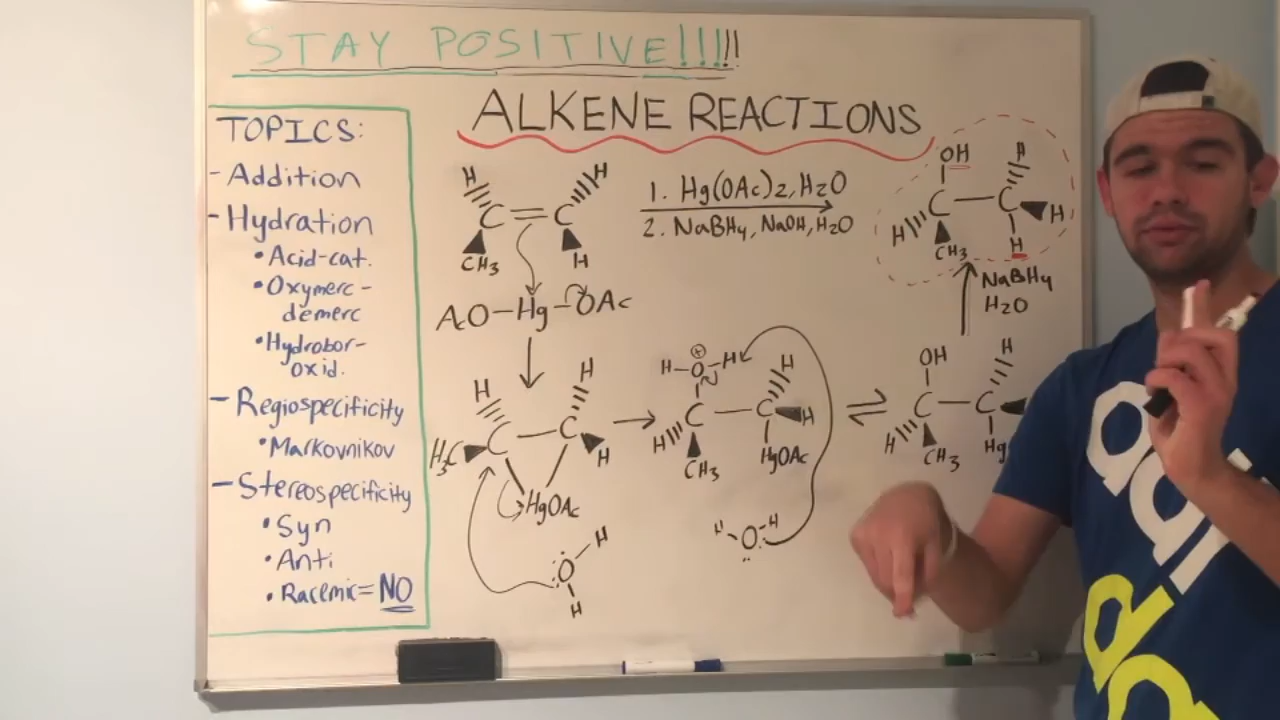 STAY POSITIVE!!!!!
ALKENE REACTIONS
TOPICS:
- Addition
- Hydration
• Acid-cat.
• Oxymerc-
demerc
• Hydrobor-
oxid.
- Regiospecificity
• Markovnikov
- Stereospecificity
• Syn
• Anti
• Racemic = NO
H H
C = C
CH3 H
1. Hg(OAc)2, H2O
2. NaBH4, NaOH, H2O
OH H
C — C H
H CH3 H
AcO-Hg-OAc
NaBH4
H2O
H H
H3C C — C H
HgOAc
O H
H
⊕
H-O-H H
C — C H
H CH3 HgOAc
H O H
OH H
C — C
H CH3 Hg